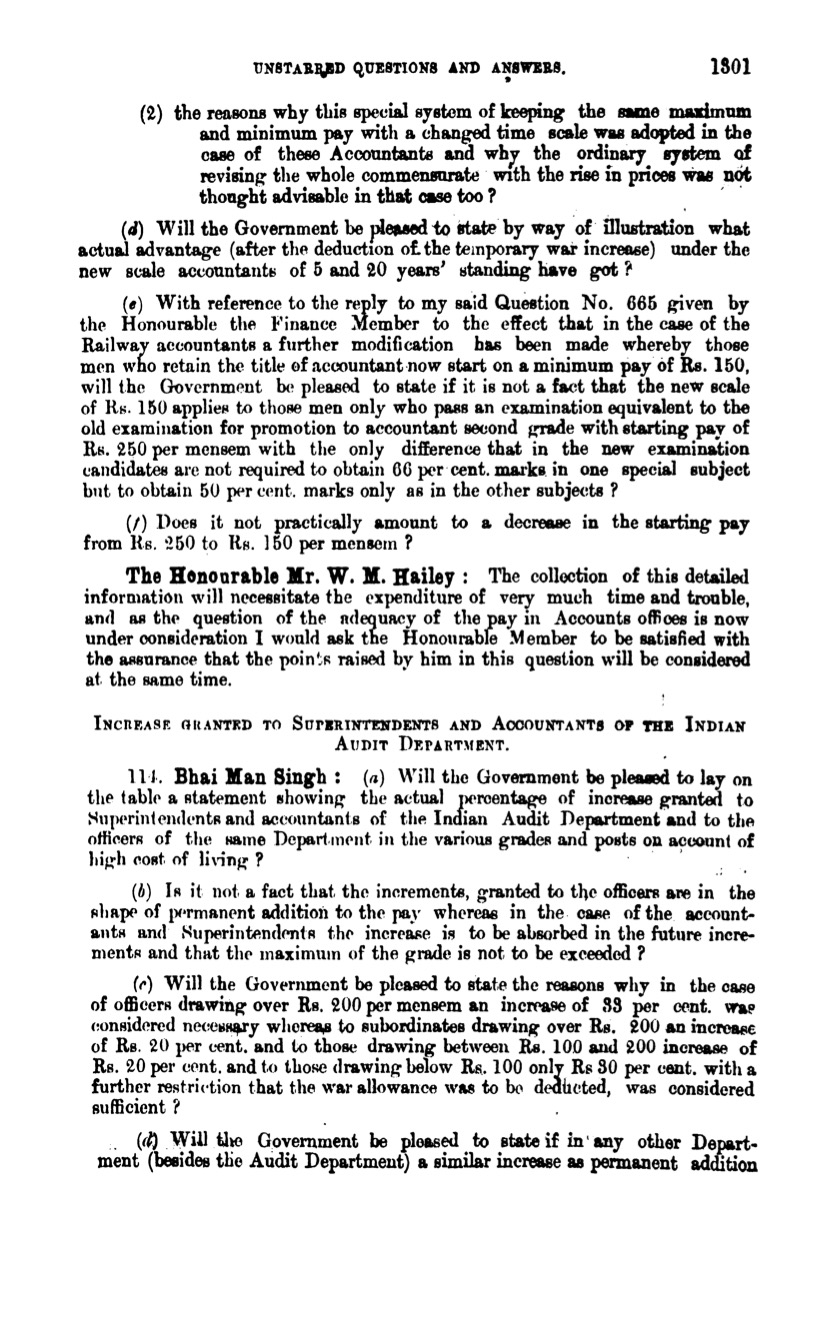 UNSTARRED QUESTIONS AND ANSWERS. 1301
(2) the reasons why this special system of keeping the same maximum
and minimum pay with a changed time scale was adopted in the
case of these Accountants and why the ordinary system of
revising the whole commensurate with the rise in prices was not
thought advisable in that case too ?
(d) Will the Government be pleased to state by way of illustration what
actual advantage (after the deduction of the temporary war increase) under the
new scale accountants of 5 and 20 years' standing have got ?
(e) With reference to the reply to my said Question No. 665 given by
the Honourable the Finance Member to the effect that in the case of the
Railway accountants a further modification has been made whereby those
men who retain the title of accountant now start on a minimum pay of Rs. 150,
will the Government be pleased to state if it is not a fact that the new scale
of Rs. 150 applies to those men only who pass an examination equivalent to the
old examination for promotion to accountant second grade with starting pay of
Rs. 250 per mensem with the only difference that in the new examination
candidates are not required to obtain 66 per cent. marks in one special subject
but to obtain 50 per cent. marks only as in the other subjects ?
(f) Does it not practically amount to a decrease in the starting pay
from Rs. 250 to Rs. 150 per mensem ?
The Honourable Mr. W. M. Hailey : The collection of this detailed
information will necessitate the expenditure of very much time and trouble,
and as the question of the adequacy of the pay in Accounts offices is now
under consideration I would ask the Honourable Member to be satisfied with
the assurance that the points raised by him in this question will be considered
at the same time.
INCREASE GRANTED TO SUPERINTENDENTS AND ACCOUNTANTS OF THE INDIAN
AUDIT DEPARTMENT.
114. Bhai Man Singh : (a) Will the Government be pleased to lay on
the table a statement showing the actual percentage of increase granted to
Superintendents and accountants of the Indian Audit Department and to the
officers of the same Department in the various grades and posts on account of
high cost of living ?
(b) Is it not a fact that the increments, granted to the officers are in the
shape of permanent addition to the pay whereas in the case of the account-
ants and Superintendents the increase is to be absorbed in the future incre-
ments and that the maximum of the grade is not to be exceeded ?
(c) Will the Government be pleased to state the reasons why in the case
of officers drawing over Rs. 200 per mensem an increase of 33 per cent. was
considered necessary whereas to subordinates drawing over Rs. 200 an increase
of Rs. 20 per cent. and to those drawing between Rs. 100 and 200 increase of
Rs. 20 per cent. and to those drawing below Rs. 100 only Rs 30 per cent. with a
further restriction that the war allowance was to be deducted, was considered
sufficient ?
(d) Will the Government be pleased to state if in any other Depart-
ment (besides the Audit Department) a similar increase as permanent addition